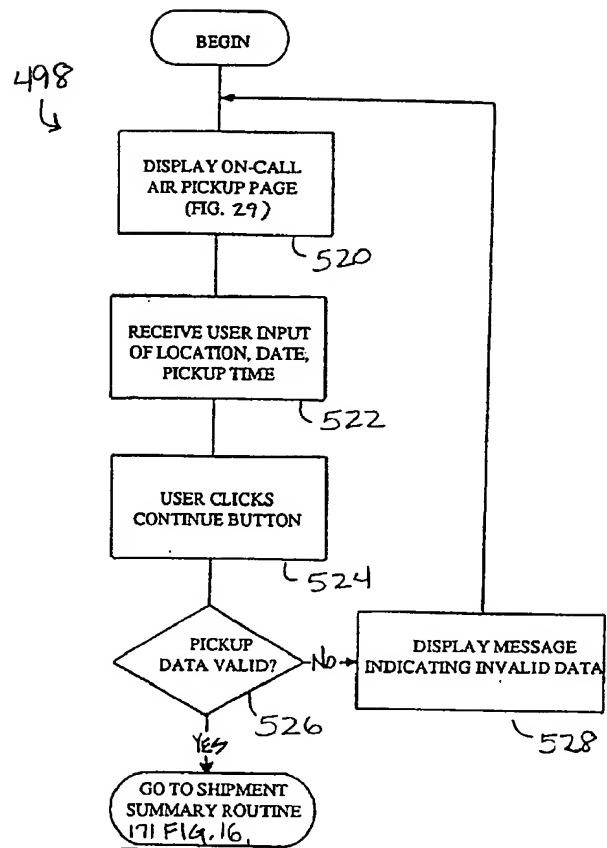 BEGIN
498
DISPLAY ON-CALL
AIR PICKUP PAGE
(FIG. 29)
520
RECEIVE USER INPUT
OF LOCATION, DATE,
PICKUP TIME
522
USER CLICKS
CONTINUE BUTTON
524
PICKUP
DATA VALID?
NO
DISPLAY MESSAGE
INDICATING INVALID DATA
526
528
YES
GO TO SHIPMENT
SUMMARY ROUTINE
171 FIG. 16.